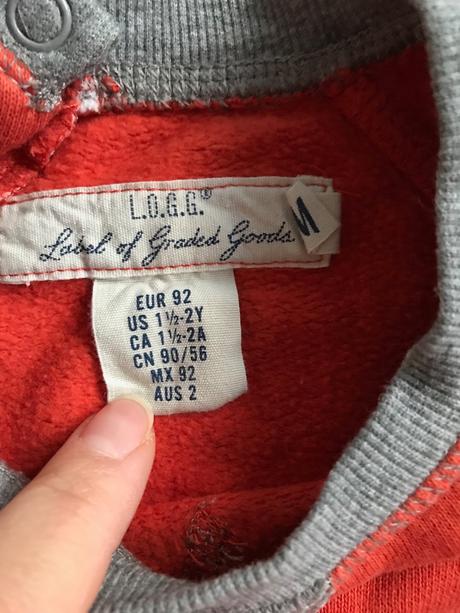 L.O.G.G.®
Label of Graded Goods
M
EUR 92
US 1½-2Y
CA 1½-2A
CN 90/56
MX 92
AUS 2